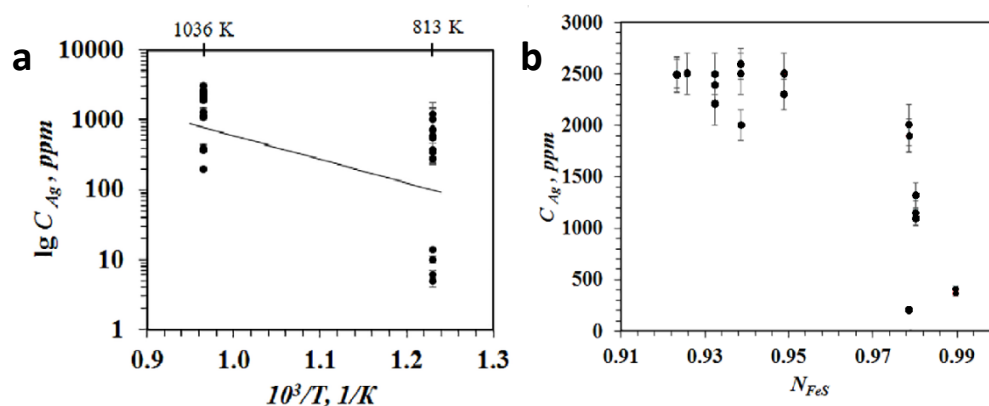 a
1036 K
813 K
10000
1000
100
10
1
lg C Ag, ppm
0.9
1.0
1.1
1.2
1.3
10³/T, 1/K
b
3000
2500
2000
1500
1000
500
0
C Ag, ppm
0.91
0.93
0.95
0.97
0.99
N FeS